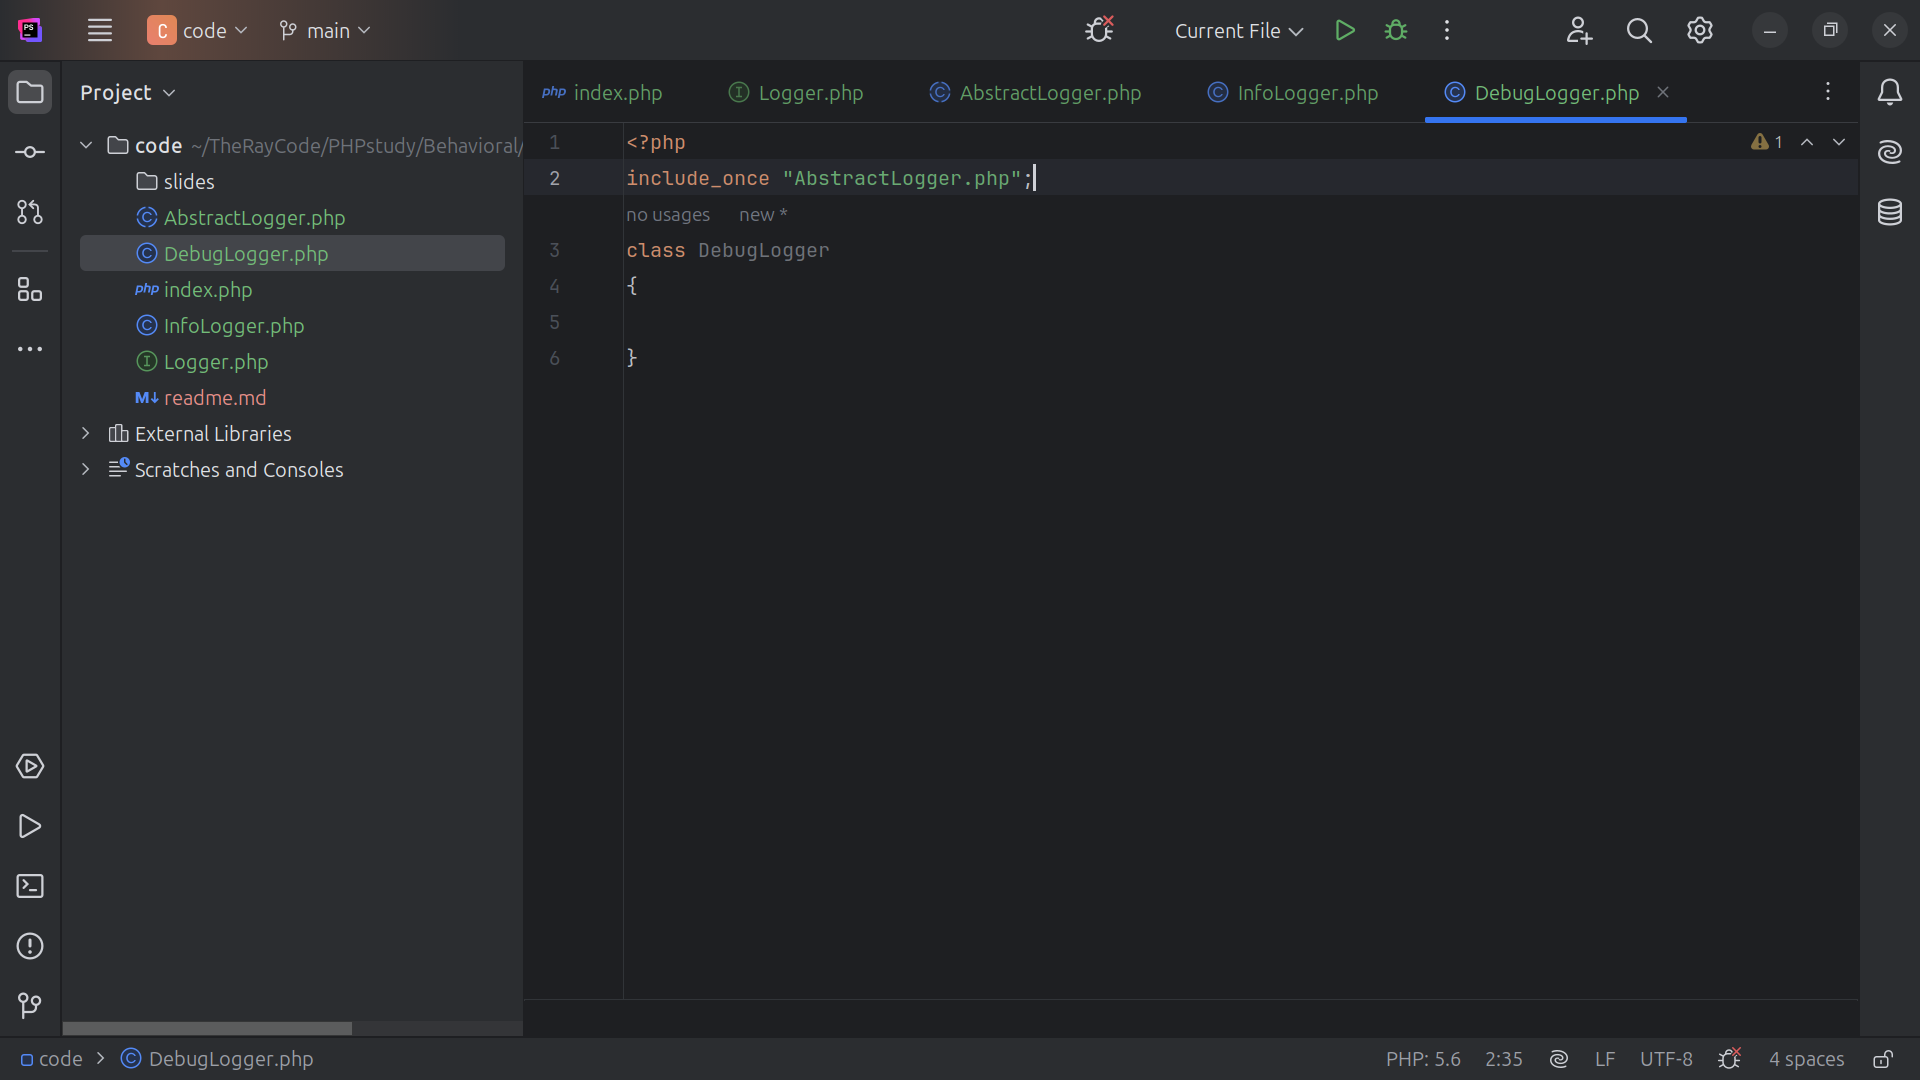 PS
C code
main
Current File
Project
php index.php
I Logger.php
C AbstractLogger.php
C InfoLogger.php
C DebugLogger.php
code ~/TheRayCode/PHPstudy/Behavioral/
slides
C AbstractLogger.php
C DebugLogger.php
php index.php
C InfoLogger.php
I Logger.php
M↓ readme.md
External Libraries
Scratches and Consoles
1 <?php
1
2 include_once "AbstractLogger.php";
no usages new *
3 class DebugLogger
4 {
5
6 }
code > C DebugLogger.php
PHP: 5.6 2:35 LF UTF-8 4 spaces